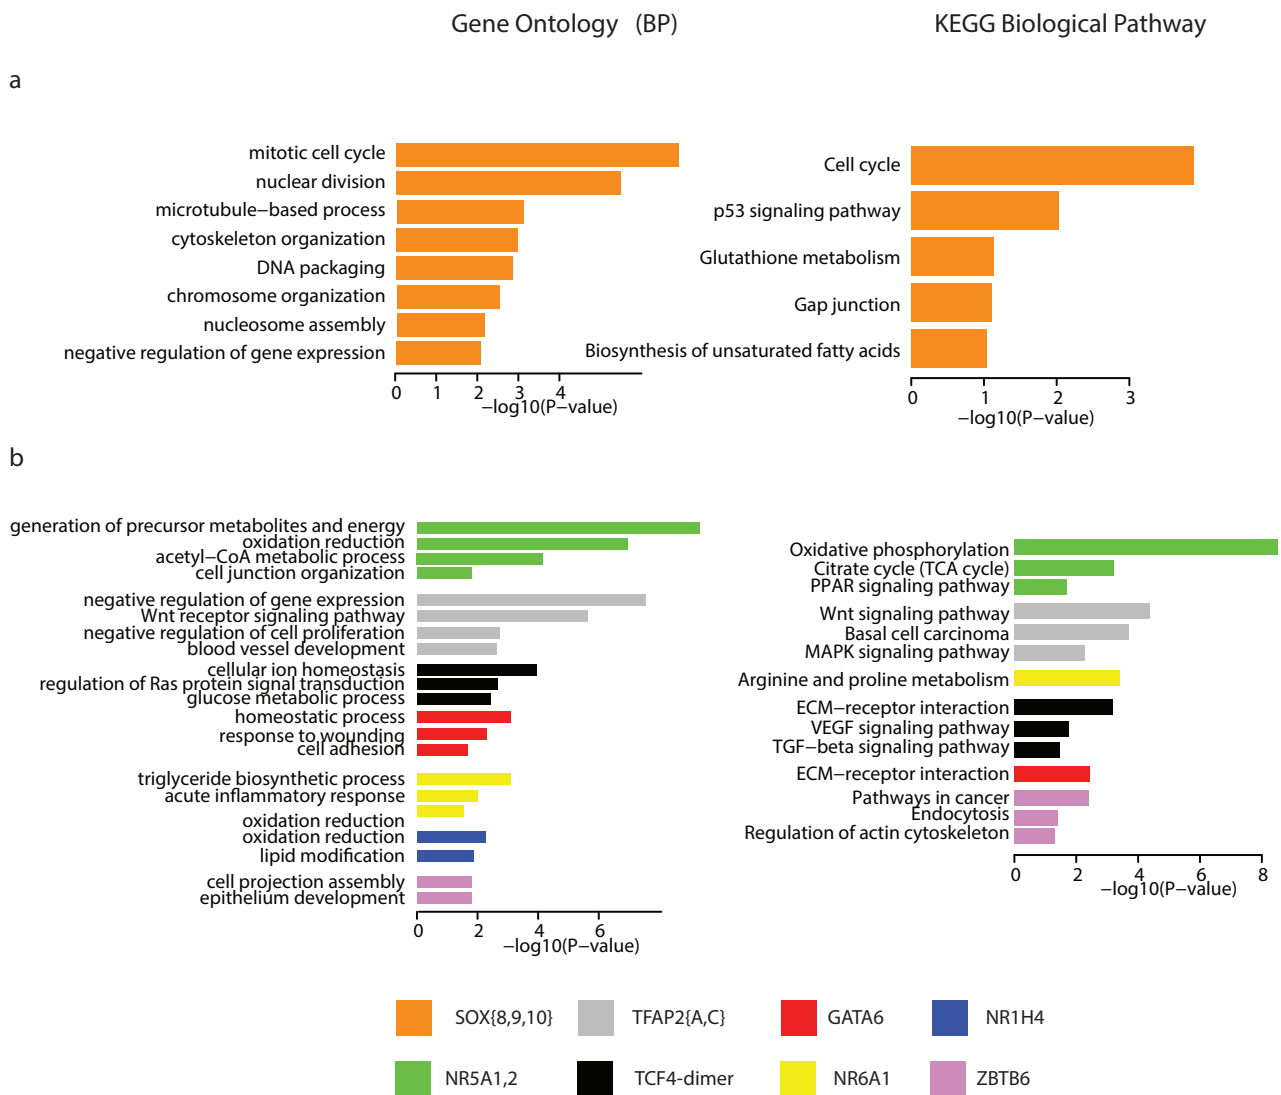 Gene Ontology (BP)
KEGG Biological Pathway
a
mitotic cell cycle
nuclear division
microtubule−based process
cytoskeleton organization
DNA packaging
chromosome organization
nucleosome assembly
negative regulation of gene expression
0 1 2 3 4
−log10(P−value)
Cell cycle
p53 signaling pathway
Glutathione metabolism
Gap junction
Biosynthesis of unsaturated fatty acids
0 1 2 3
−log10(P−value)
b
generation of precursor metabolites and energy
oxidation reduction
acetyl−CoA metabolic process
cell junction organization
negative regulation of gene expression
Wnt receptor signaling pathway
negative regulation of cell proliferation
blood vessel development
cellular ion homeostasis
regulation of Ras protein signal transduction
glucose metabolic process
homeostatic process
response to wounding
cell adhesion
triglyceride biosynthetic process
acute inflammatory response
oxidation reduction
oxidation reduction
lipid modification
cell projection assembly
epithelium development
0 2 4 6
−log10(P−value)
Oxidative phosphorylation
Citrate cycle (TCA cycle)
PPAR signaling pathway
Wnt signaling pathway
Basal cell carcinoma
MAPK signaling pathway
Arginine and proline metabolism
ECM−receptor interaction
VEGF signaling pathway
TGF−beta signaling pathway
ECM−receptor interaction
Pathways in cancer
Endocytosis
Regulation of actin cytoskeleton
0 2 4 6 8
−log10(P−value)
SOX{8,9,10} TFAP2{A,C} GATA6 NR1H4
NR5A1,2 TCF4-dimer NR6A1 ZBTB6